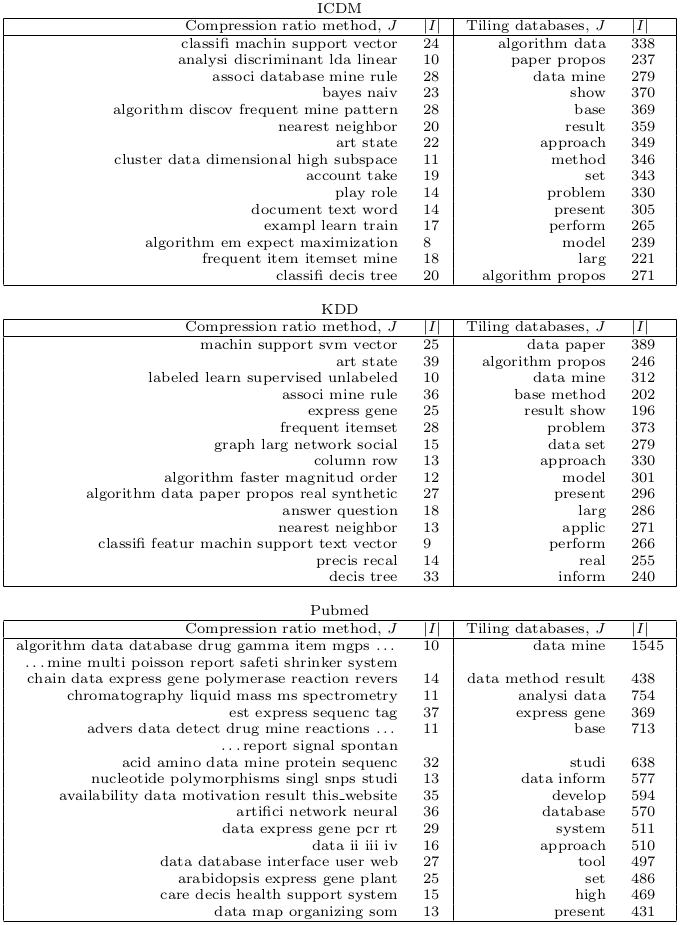 ICDM
Compression ratio method, J |I| Tiling databases, J |I|
classifi machin support vector 24 algorithm data 338
analysi discriminant lda linear 10 paper propos 237
associ database mine rule 28 data mine 279
bayes naiv 23 show 370
algorithm discov frequent mine pattern 28 base 369
nearest neighbor 20 result 359
art state 22 approach 349
cluster data dimensional high subspace 11 method 346
account take 19 set 343
play role 14 problem 330
document text word 14 present 305
exampl learn train 17 perform 265
algorithm em expect maximization 8 model 239
frequent item itemset mine 18 larg 221
classifi decis tree 20 algorithm propos 271
KDD
Compression ratio method, J |I| Tiling databases, J |I|
machin support svm vector 25 data paper 389
art state 39 algorithm propos 246
labeled learn supervised unlabeled 10 data mine 312
associ mine rule 36 base method 202
express gene 25 result show 196
frequent itemset 28 problem 373
graph larg network social 15 data set 279
column row 13 approach 330
algorithm faster magnitud order 12 model 301
algorithm data paper propos real synthetic 27 present 296
answer question 18 larg 286
nearest neighbor 13 applic 271
classifi featur machin support text vector 9 perform 266
precis recal 14 real 255
decis tree 33 inform 240
Pubmed
Compression ratio method, J |I| Tiling databases, J |I|
algorithm data database drug gamma item mgps ... 10 data mine 1545
...mine multi poisson report safeti shrinker system
chain data express gene polymerase reaction revers 14 data method result 438
chromatography liquid mass ms spectrometry 11 analysi data 754
est express sequenc tag 37 express gene 369
advers data detect drug mine reactions ... 11 base 713
...report signal spontan
acid amino data mine protein sequenc 32 studi 638
nucleotide polymorphisms singl snps studi 13 data inform 577
availability data motivation result this_website 35 develop 594
artifici network neural 36 database 570
data express gene pcr rt 29 system 511
data ii iii iv 16 approach 510
data database interface user web 27 tool 497
arabidopsis express gene plant 25 set 486
care decis health support system 15 high 469
data map organizing som 13 present 431